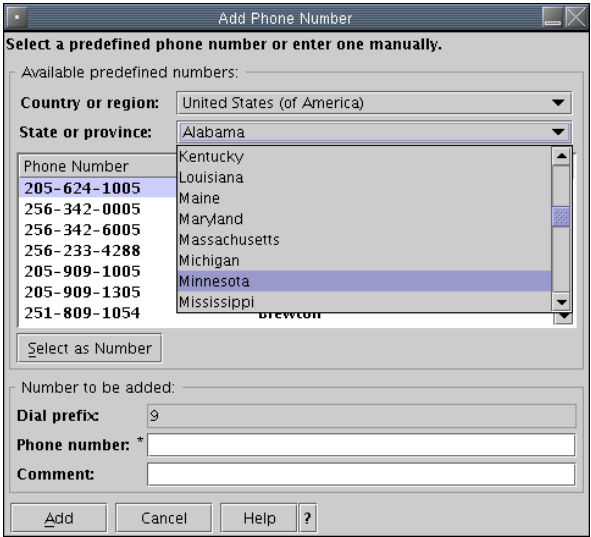 Add Phone Number
Select a predefined phone number or enter one manually.
Available predefined numbers:
Country or region: United States (of America)
State or province: Alabama
Kentucky
Louisiana
Maine
Maryland
Massachusetts
Michigan
Minnesota
Mississippi
Phone Number
205-624-1005
256-342-0005
256-342-6005
256-233-4288
205-909-1005
205-909-1305
251-809-1054 Brewton
Select as Number
Number to be added:
Dial prefix: 9
Phone number: *
Comment:
Add Cancel Help ?